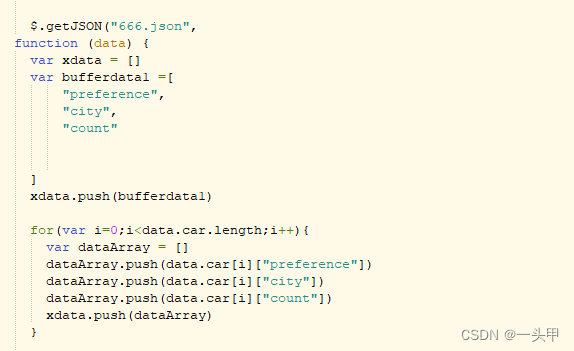 $.getJSON("666.json",
function (data) {
var xdata = []
var bufferdata1 =[
"preference",
"city",
"count"
]
xdata.push(bufferdata1)
for(var i=0;i<data.car.length;i++){
var dataArray = []
dataArray.push(data.car[i]["preference"])
dataArray.push(data.car[i]["city"])
dataArray.push(data.car[i]["count"])
xdata.push(dataArray)
}
CSDN @一头甲